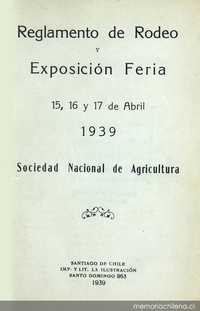 Reglamento de Rodeo
Y
Exposición Feria
15, 16 y 17 de Abril
1939
Sociedad Nacional de Agricultura
SANTIAGO DE CHILE
IMP. Y LIT. LA ILUSTRACIÓN
SANTO DOMINGO 863
1939
memoriachilena.cl